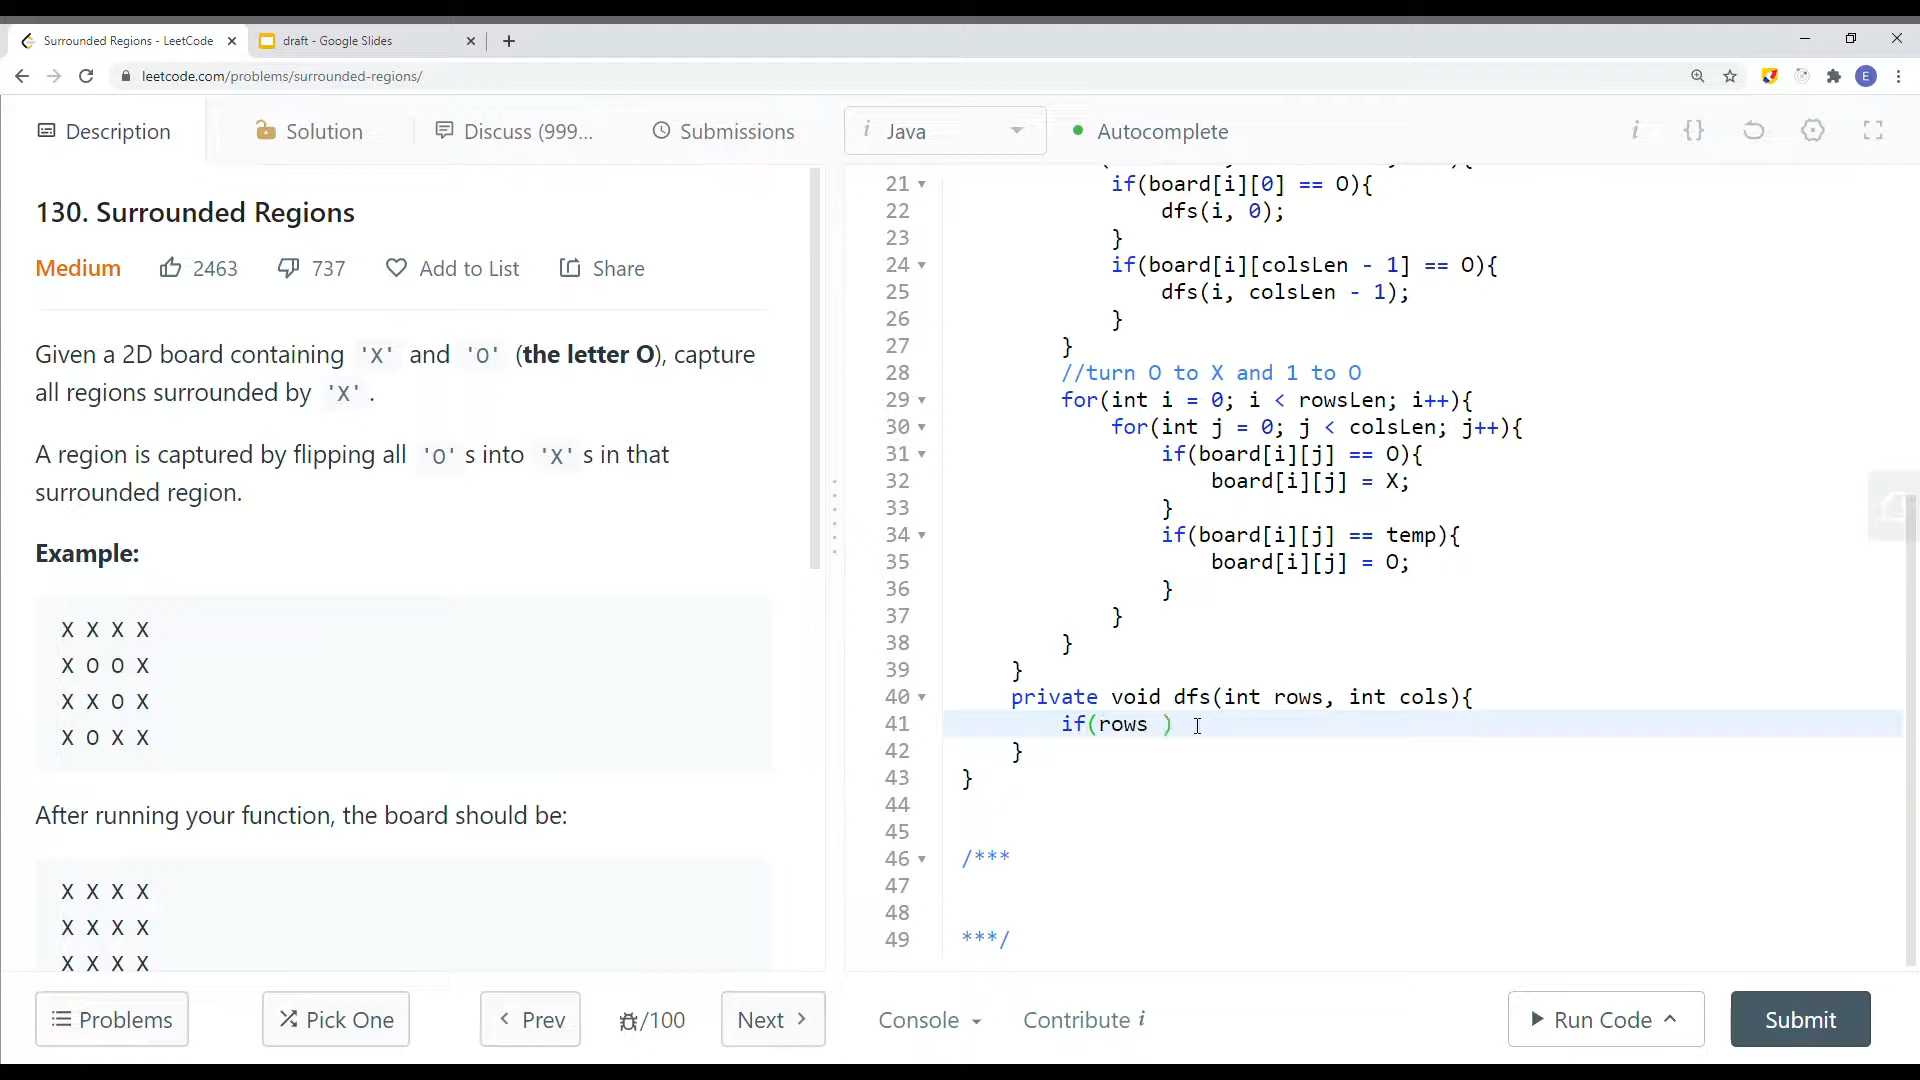 Surrounded Regions - LeetCode
draft - Google Slides
leetcode.com/problems/surrounded-regions/
E
Description
Solution
Discuss (999...
Submissions
i Java
Autocomplete
i {}
130. Surrounded Regions
Medium 2463 737 Add to List Share
Given a 2D board containing 'X' and 'O' (the letter O), capture
all regions surrounded by 'X'.
A region is captured by flipping all 'O' s into 'X' s in that
surrounded region.
Example:
X X X X
X O O X
X X O X
X O X X
After running your function, the board should be:
X X X X
X X X X
X X X X
21 if(board[i][0] == O){
22 dfs(i, 0);
23 }
24 if(board[i][colsLen - 1] == O){
25 dfs(i, colsLen - 1);
26 }
27 }
28 //turn O to X and 1 to O
29 for(int i = 0; i < rowsLen; i++){
30 for(int j = 0; j < colsLen; j++){
31 if(board[i][j] == O){
32 board[i][j] = X;
33 }
34 if(board[i][j] == temp){
35 board[i][j] = O;
36 }
37 }
38 }
39 }
40 private void dfs(int rows, int cols){
41 if(rows )
42 }
43 }
44
45
46 /***
47
48
49 ***/
Problems
Pick One
Prev
/100
Next
Console
Contribute i
Run Code
Submit